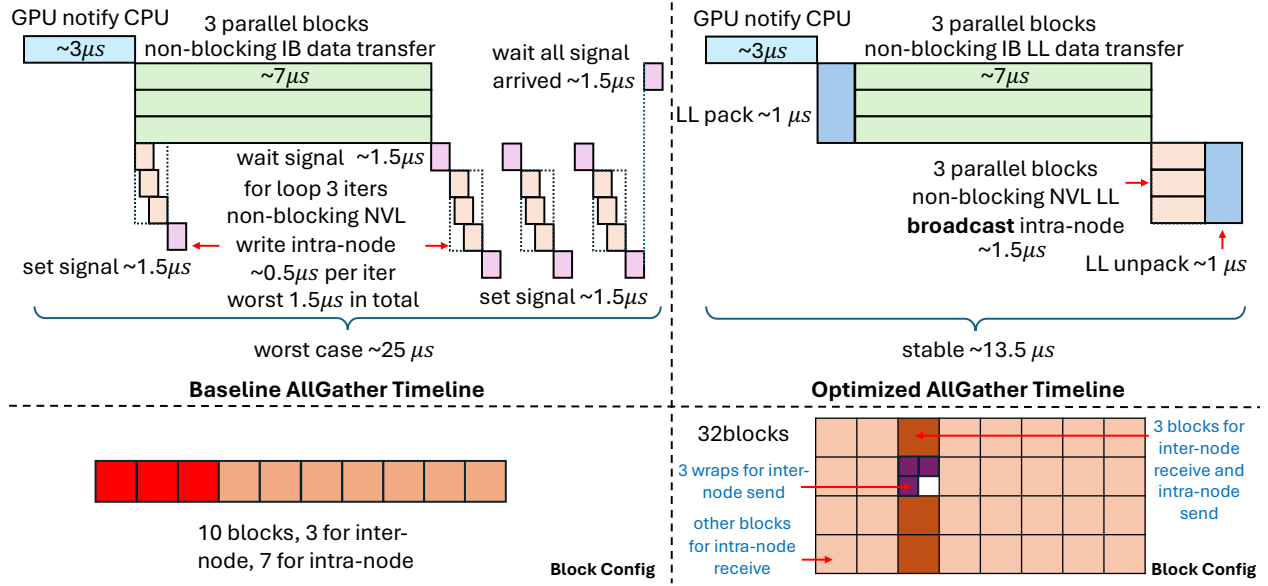 GPU notify CPU
~3μs
3 parallel blocks
non-blocking IB data transfer
~7μs
wait all signal
arrived ~1.5μs
wait signal ~1.5μs
for loop 3 iters
non-blocking NVL
write intra-node
~0.5μs per iter
worst 1.5μs in total
set signal ~1.5μs
set signal ~1.5μs
worst case ~25 μs
Baseline AllGather Timeline
GPU notify CPU
~3μs
3 parallel blocks
non-blocking IB LL data transfer
~7μs
LL pack ~1 μs
3 parallel blocks
non-blocking NVL LL
broadcast intra-node
~1.5μs
LL unpack ~1 μs
stable ~13.5 μs
Optimized AllGather Timeline
10 blocks, 3 for inter-
node, 7 for intra-node
Block Config
32blocks
3 wraps for inter-
node send
other blocks
for intra-node
receive
3 blocks for
inter-node
receive and
intra-node
send
Block Config